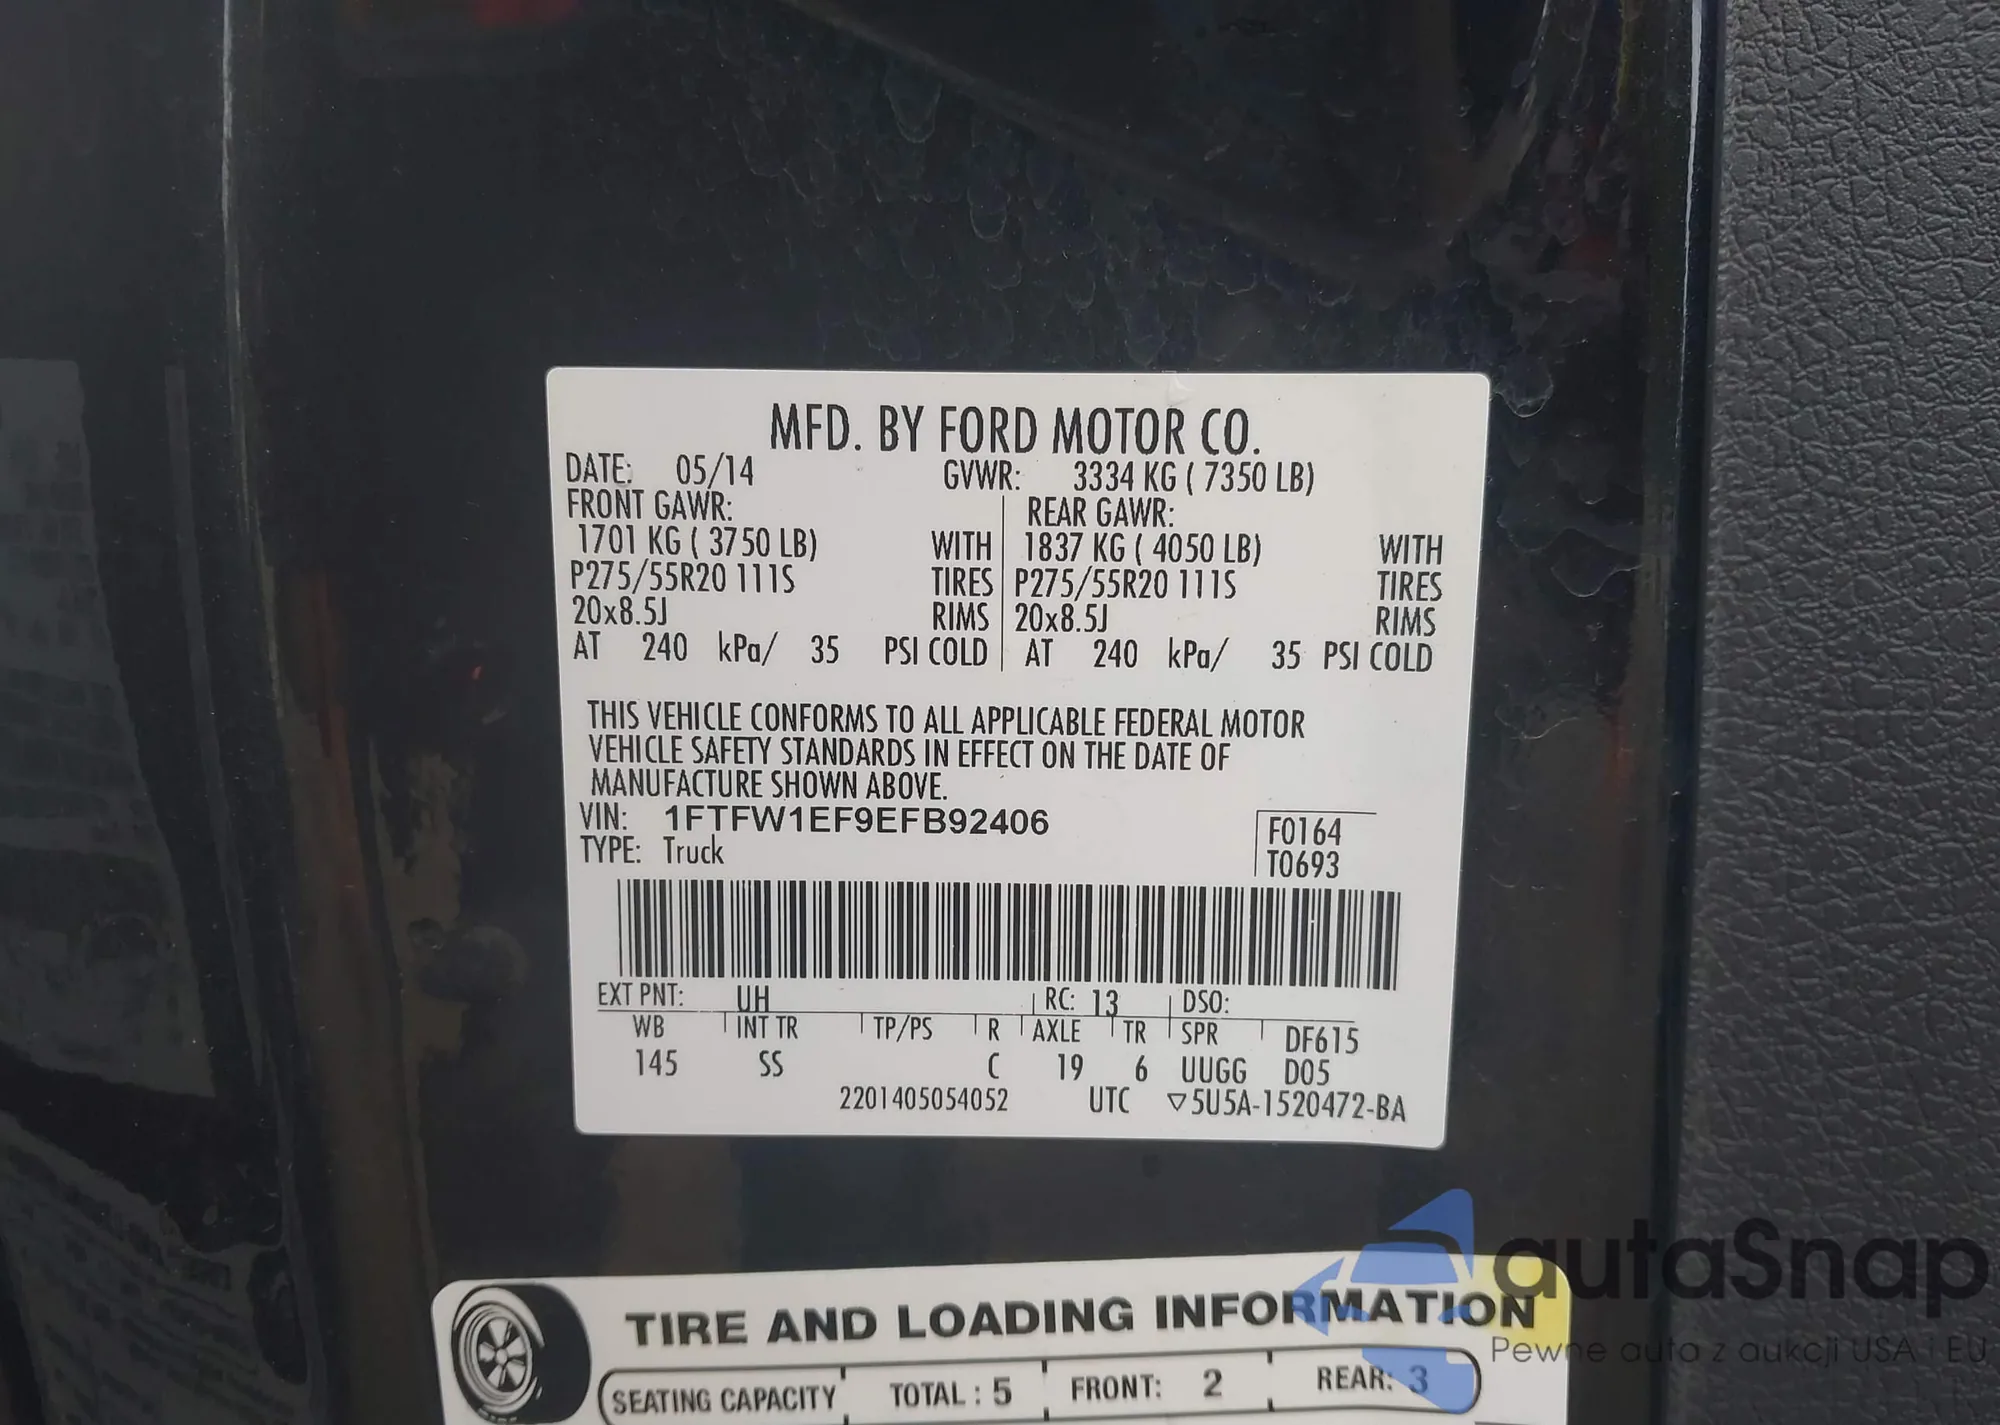 MFD. BY FORD MOTOR CO.
DATE: 05/14 GVWR: 3334 KG ( 7350 LB)
FRONT GAWR: REAR GAWR:
1701 KG ( 3750 LB) WITH 1837 KG ( 4050 LB) WITH
P275/55R20 111S TIRES P275/55R20 111S TIRES
20x8.5J RIMS 20x8.5J RIMS
AT 240 kPa/ 35 PSI COLD AT 240 kPa/ 35 PSI COLD
THIS VEHICLE CONFORMS TO ALL APPLICABLE FEDERAL MOTOR
VEHICLE SAFETY STANDARDS IN EFFECT ON THE DATE OF
MANUFACTURE SHOWN ABOVE.
VIN: 1FTFW1EF9EFB92406 F0164
TYPE: Truck T0693
EXT PNT: UH RC: 13 DSO:
WB INT TR TP/PS R AXLE TR SPR DF615
145 SS C 19 6 UUGG D05
2201405054052 UTC ▽5U5A-1520472-BA
TIRE AND LOADING INFORMATION
SEATING CAPACITY TOTAL : 5 FRONT: 2 REAR: 3
autaSnap
Pewne auta z aukcji USA i EU